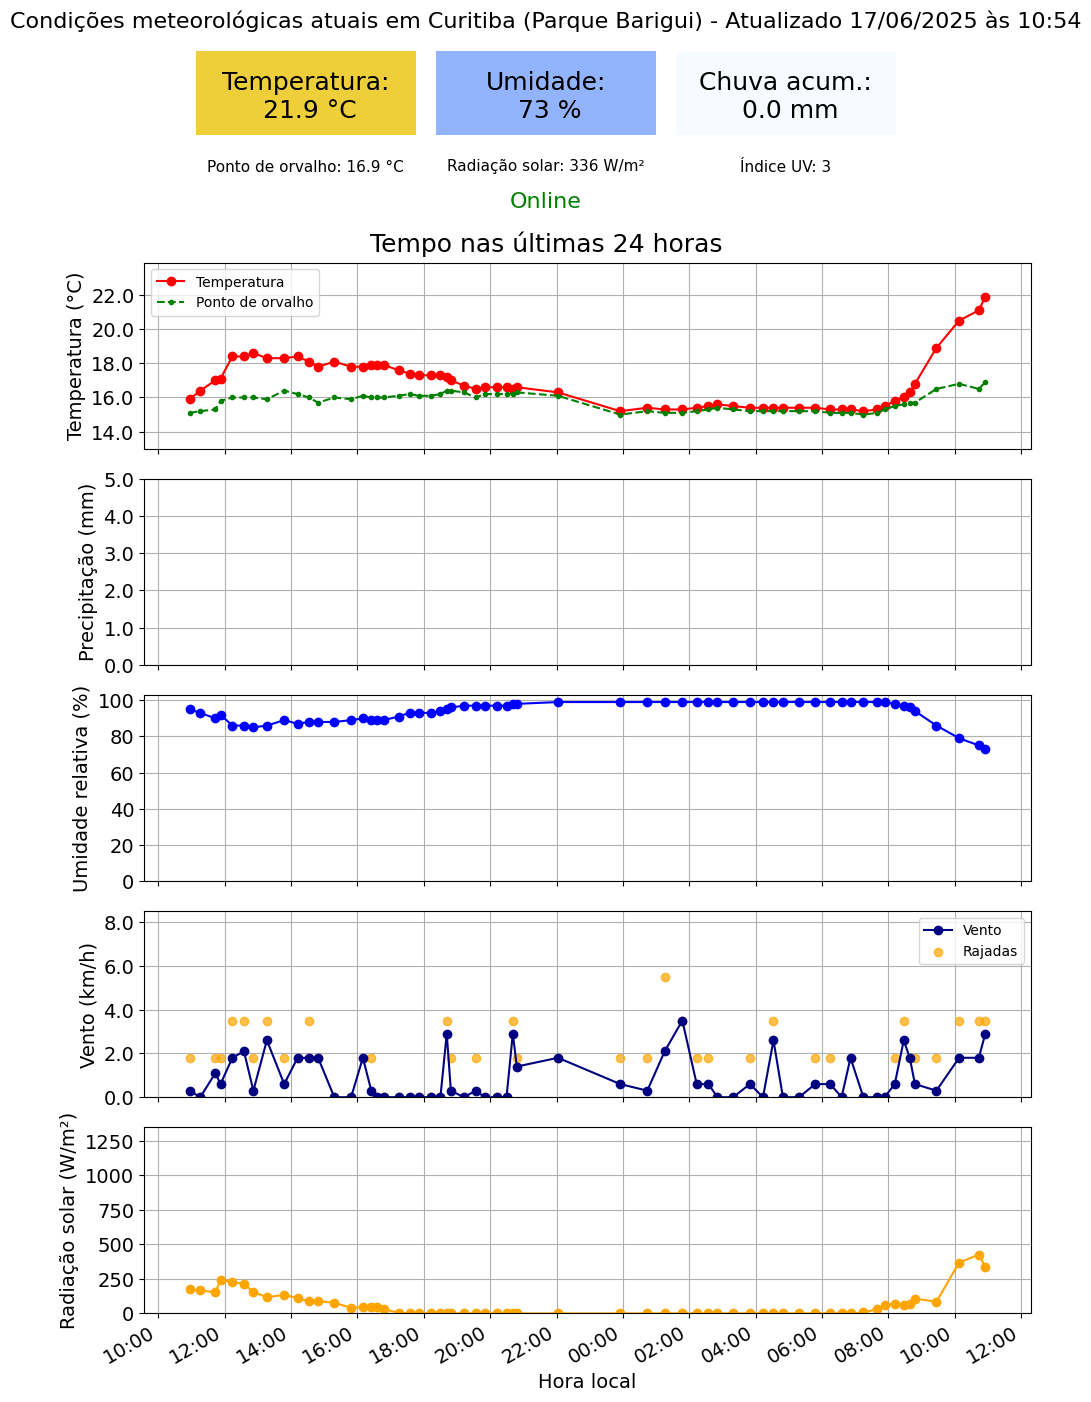 Condições meteorológicas atuais em Curitiba (Parque Barigui) - Atualizado 17/06/2025 às 10:54
Temperatura:
21.9 °C
Umidade:
73 %
Chuva acum.:
0.0 mm
Ponto de orvalho: 16.9 °C
Radiação solar: 336 W/m²
Índice UV: 3
Online
Tempo nas últimas 24 horas
Temperatura (°C)
22.0
20.0
18.0
16.0
14.0
Temperatura
Ponto de orvalho
Precipitação (mm)
5.0
4.0
3.0
2.0
1.0
0.0
Umidade relativa (%)
100
80
60
40
20
0
Vento (km/h)
8.0
6.0
4.0
2.0
0.0
Vento
Rajadas
Radiação solar (W/m²)
1250
1000
750
500
250
0
10:00
12:00
14:00
16:00
18:00
20:00
22:00
00:00
02:00
04:00
06:00
08:00
10:00
12:00
Hora local